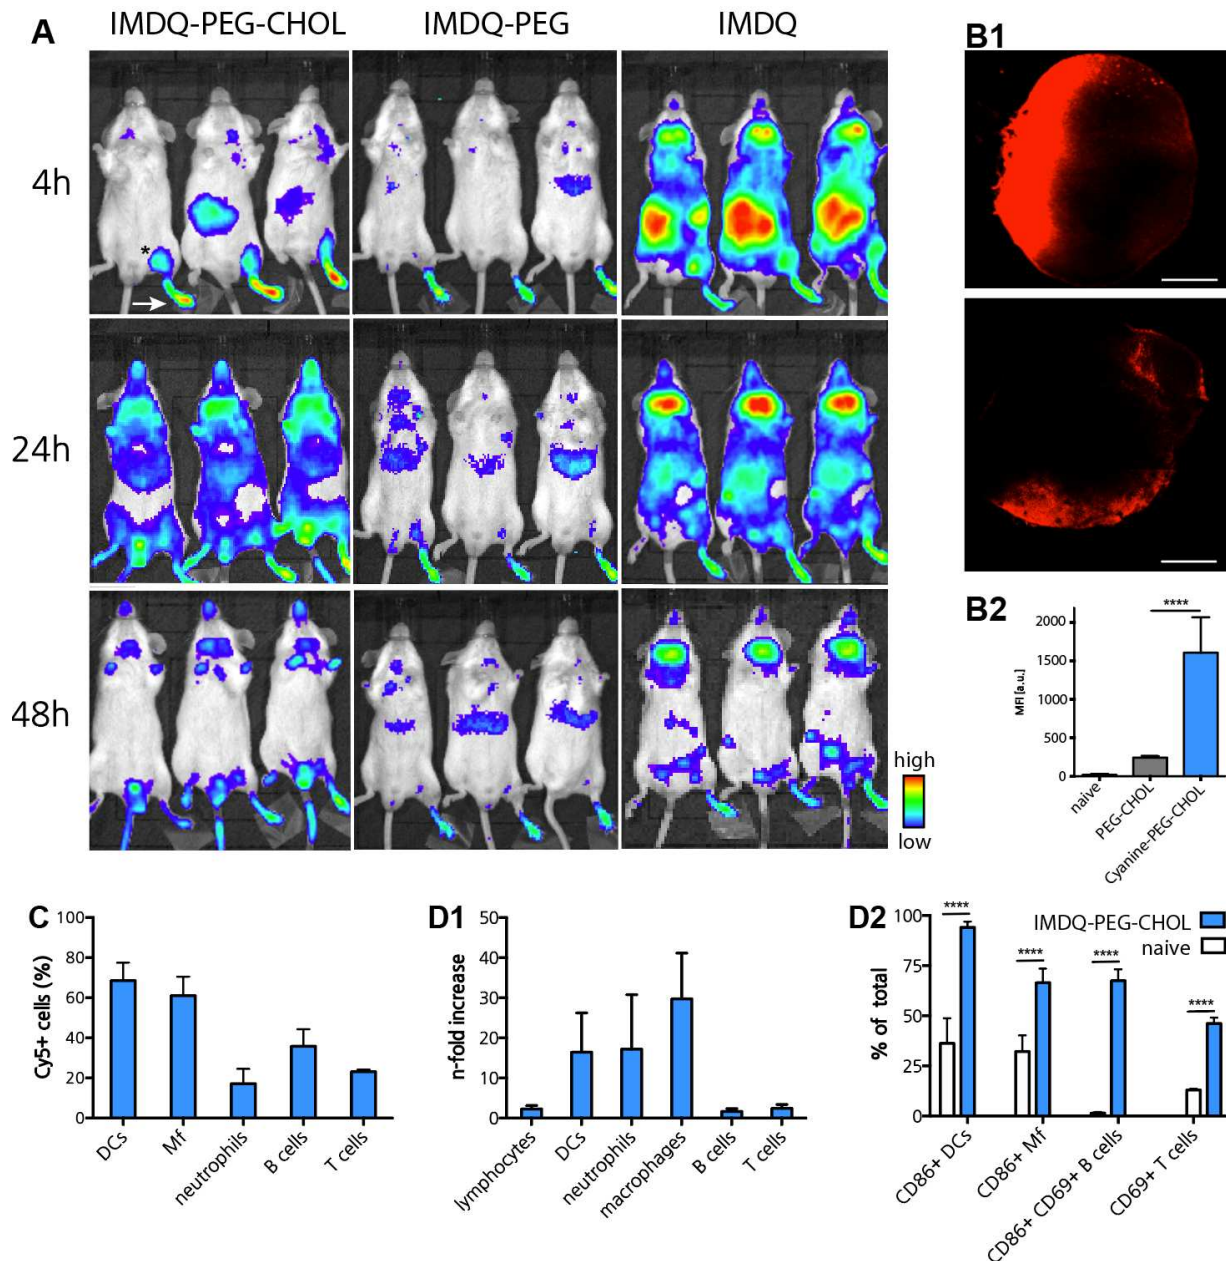 A
IMDQ-PEG-CHOL
IMDQ-PEG
IMDQ
4h
*
24h
48h
high
low
B1
B2
****
MFI [a.u.]
2000
1500
1000
500
0
naive
PEG-CHOL
Cyanine-PEG-CHOL
C
Cy5+ cells (%)
100
80
60
40
20
0
DCs
Mf
neutrophils
B cells
T cells
D1
n-fold increase
50
40
30
20
10
0
lymphocytes
DCs
neutrophils
macrophages
B cells
T cells
D2
IMDQ-PEG-CHOL
naive
****
****
****
****
% of total
100
75
50
25
0
CD86+ DCs
CD86+ Mf
CD86+ CD69+ B cells
CD69+ T cells